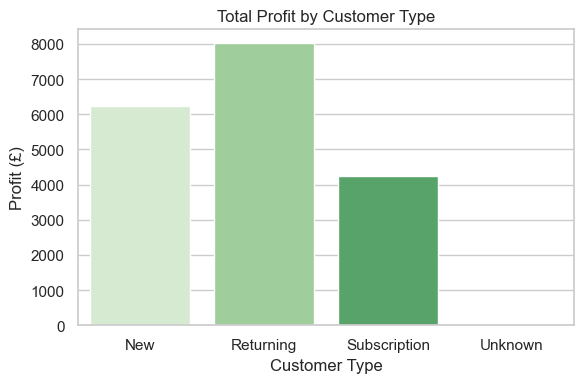 Total Profit by Customer Type
8000
7000
6000
5000
4000
3000
2000
1000
0
Profit (£)
New Returning Subscription Unknown
Customer Type